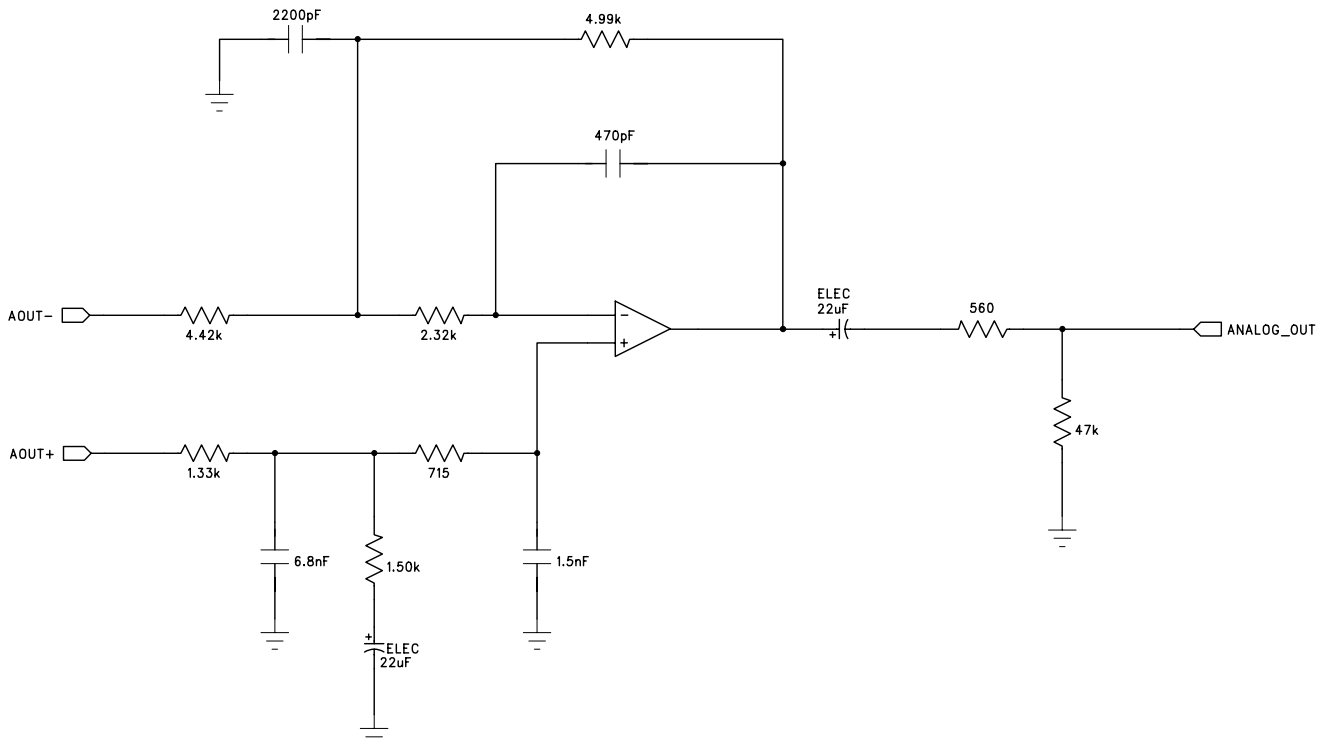 2200pF
4.99k
470pF
AOUT-
4.42k
2.32k
-
+
ELEC
22uF
+
560
ANALOG_OUT
47k
AOUT+
1.33k
715
6.8nF
1.50k
1.5nF
+
ELEC
22uF